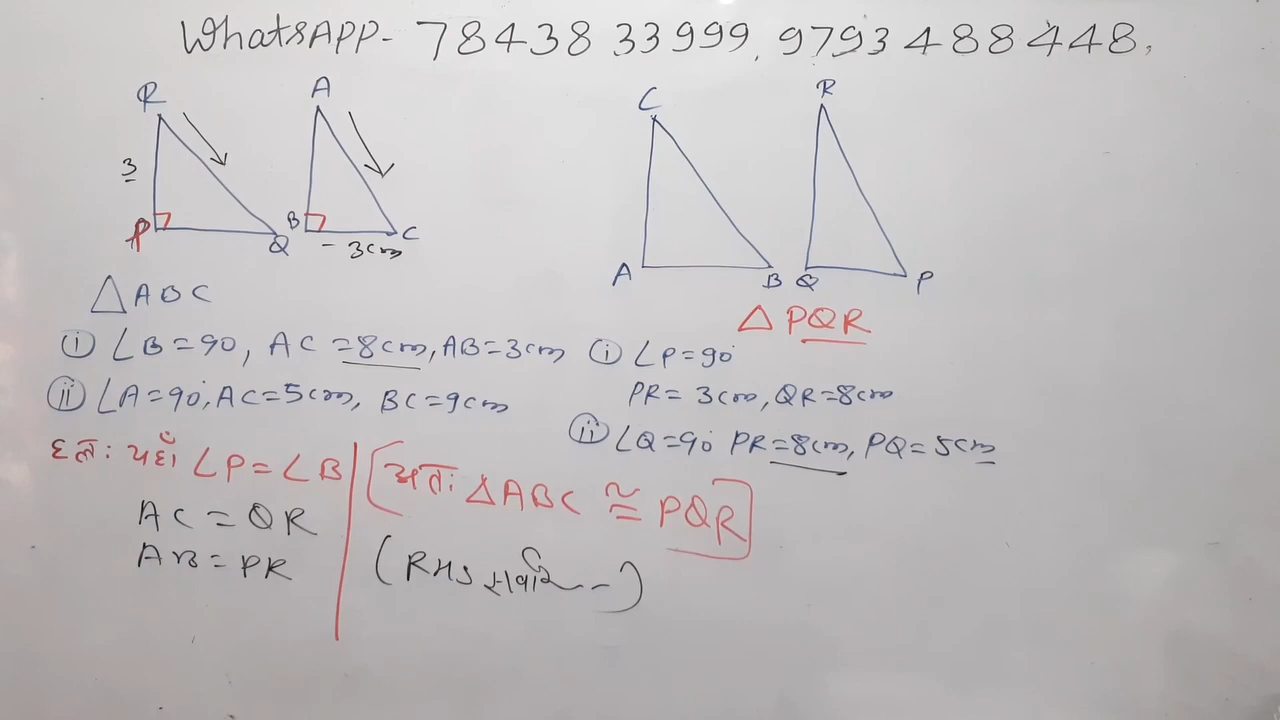 WhatsAPP- 78438 33999, 9793 488448,
R A C R
3
P Q B C A B Q P
- 3cm
△ABC
△ PQR
(i) ∠B=90, AC=8cm, AB=3cm
(i) ∠P=90°
PR= 3cm, QR=8cm
(ii) ∠A=90°, AC=5cm, BC=9cm
(ii) ∠Q=90° PR=8cm, PQ=5cm
हल: यहाँ ∠P=∠B
AC=QR
AB=PR
अत: △ABC ≅ PQR
(RHS